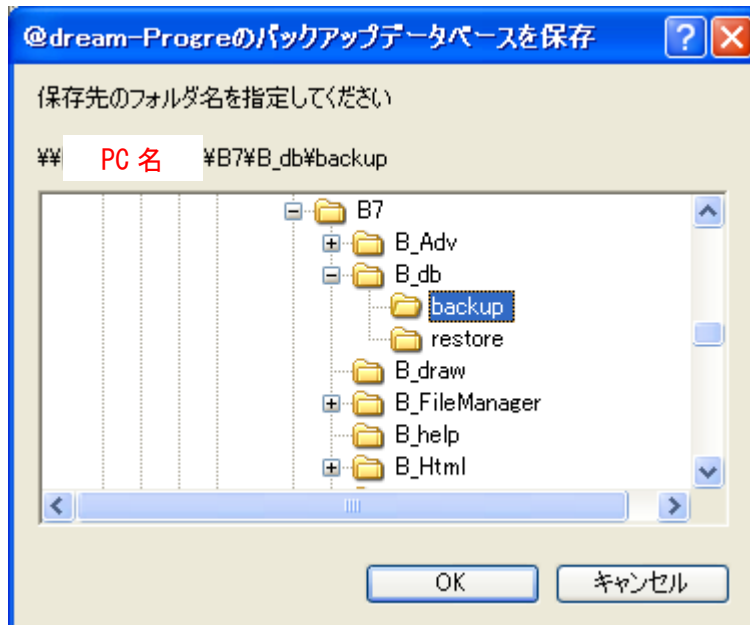 @dream-Progreのバックアップデータベースを保存
保存先のフォルダ名を指定してください
¥¥ PC 名 ¥B7¥B_db¥backup
B7
B_Adv
B_db
backup
restore
B_draw
B_FileManager
B_help
B_Html
OK キャンセル